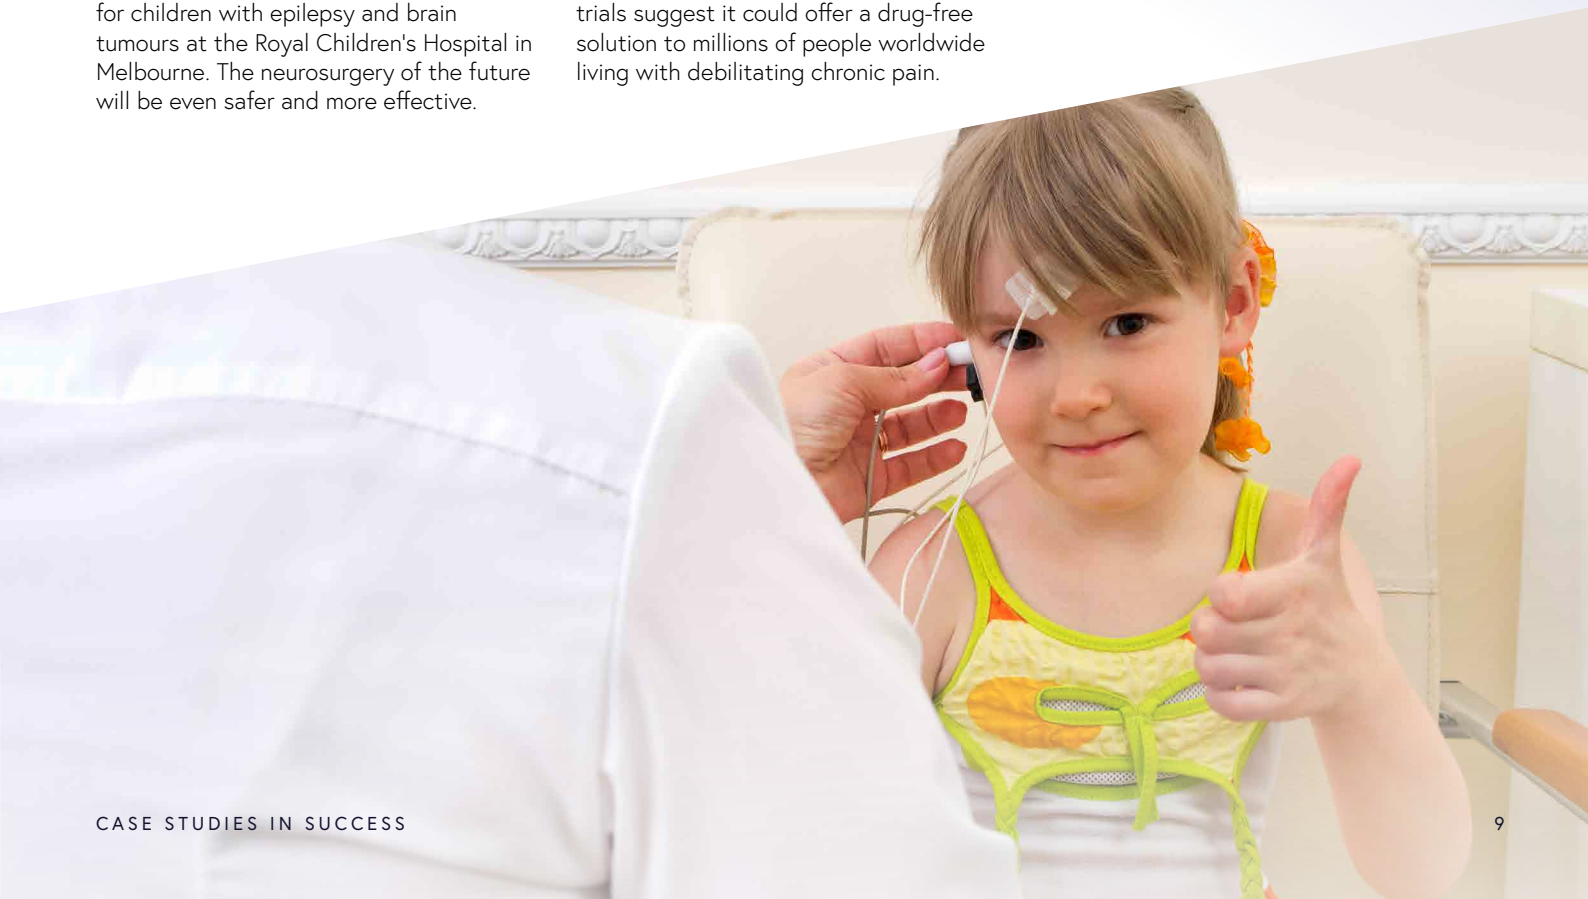 for children with epilepsy and brain
tumours at the Royal Children's Hospital in
Melbourne. The neurosurgery of the future
will be even safer and more effective.
trials suggest it could offer a drug-free
solution to millions of people worldwide
living with debilitating chronic pain.
CASE STUDIES IN SUCCESS
9